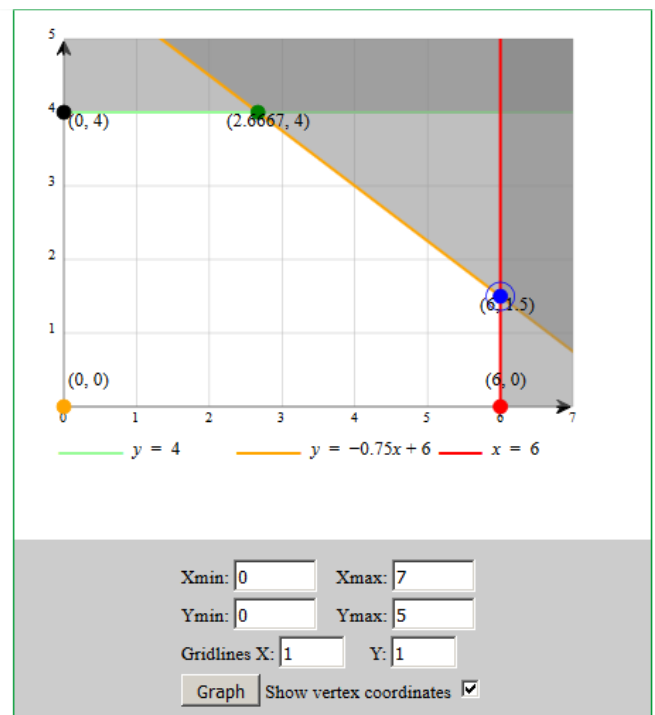 5
4
(0, 4) (2.6667, 4)
3
2
(6, 1.5)
1
(0, 0) (6, 0)
0 1 2 3 4 5 6 7
y = 4 y = −0.75x + 6 x = 6
Xmin: 0 Xmax: 7
Ymin: 0 Ymax: 5
Gridlines X: 1 Y: 1
Graph Show vertex coordinates